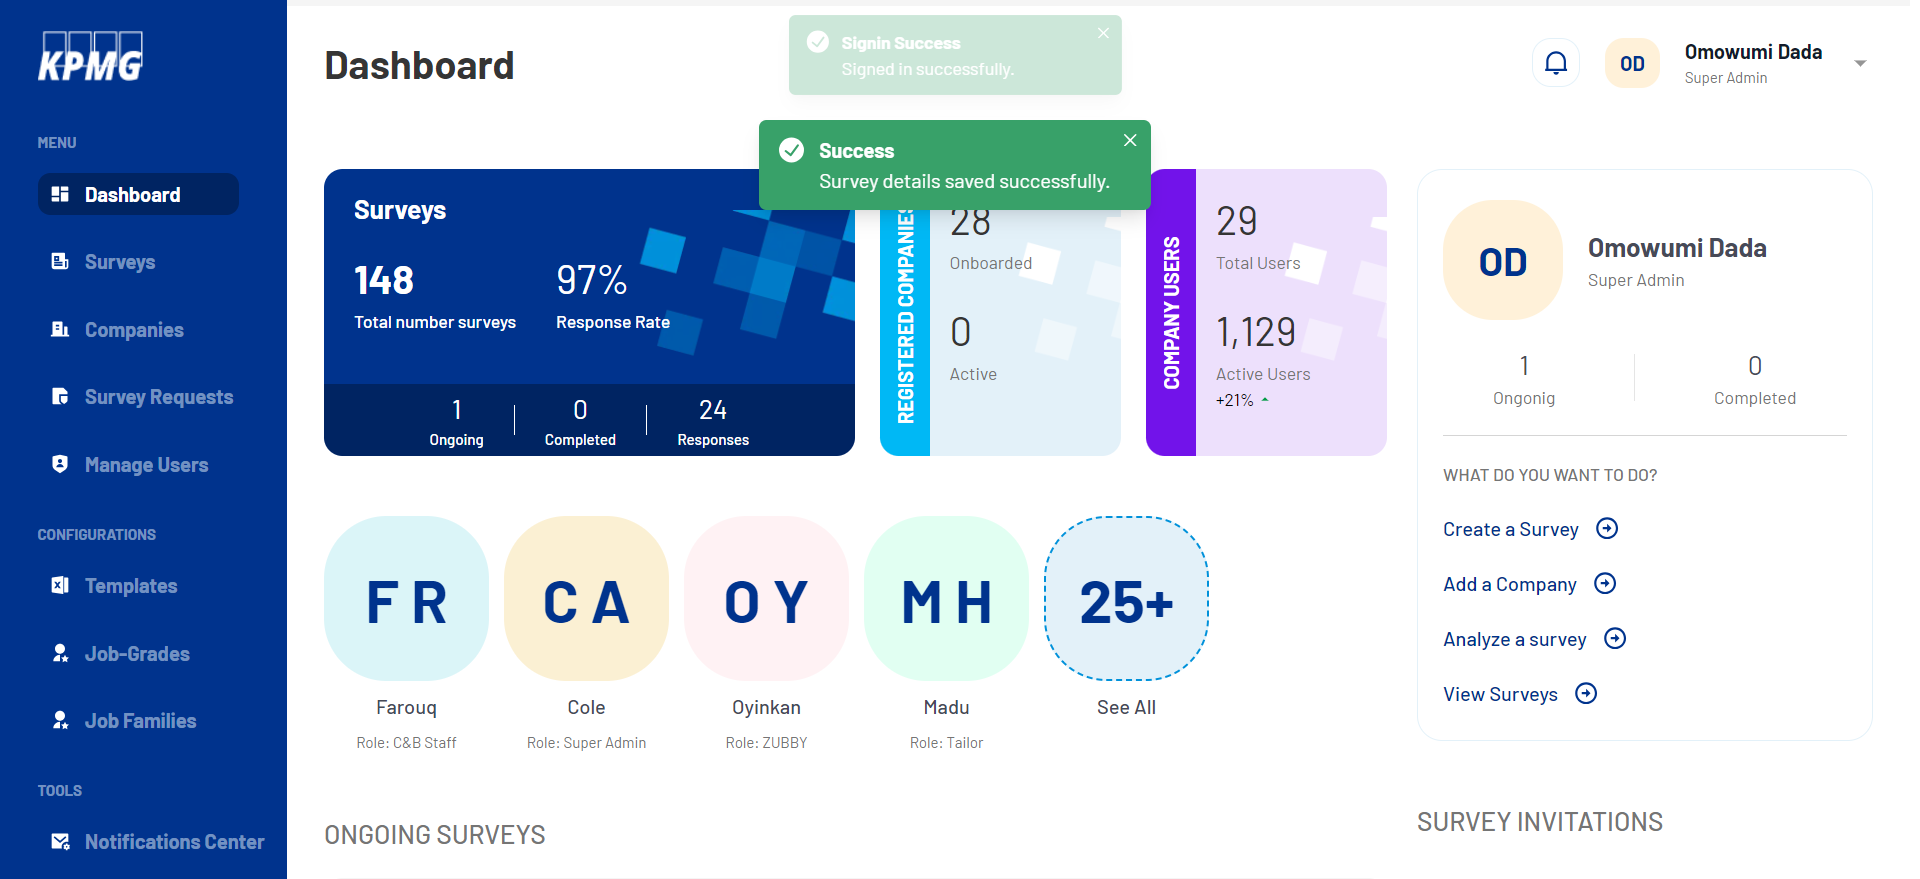 KPMG
MENU
Dashboard
Surveys
Companies
Survey Requests
Manage Users
CONFIGURATIONS
Templates
Job-Grades
Job Families
TOOLS
Notifications Center
Dashboard
Signin Success
Signed in successfully.
Success
Survey details saved successfully.
OD
Omowumi Dada
Super Admin
Surveys
148
Total number surveys
97%
Response Rate
1
Ongoing
0
Completed
24
Responses
REGISTERED COMPANIES
28
Onboarded
0
Active
COMPANY USERS
29
Total Users
1,129
Active Users
+21%
OD
Omowumi Dada
Super Admin
1
Ongonig
0
Completed
WHAT DO YOU WANT TO DO?
Create a Survey
Add a Company
Analyze a survey
View Surveys
F R
Farouq
Role: C&B Staff
C A
Cole
Role: Super Admin
O Y
Oyinkan
Role: ZUBBY
M H
Madu
Role: Tailor
25+
See All
ONGOING SURVEYS
SURVEY INVITATIONS